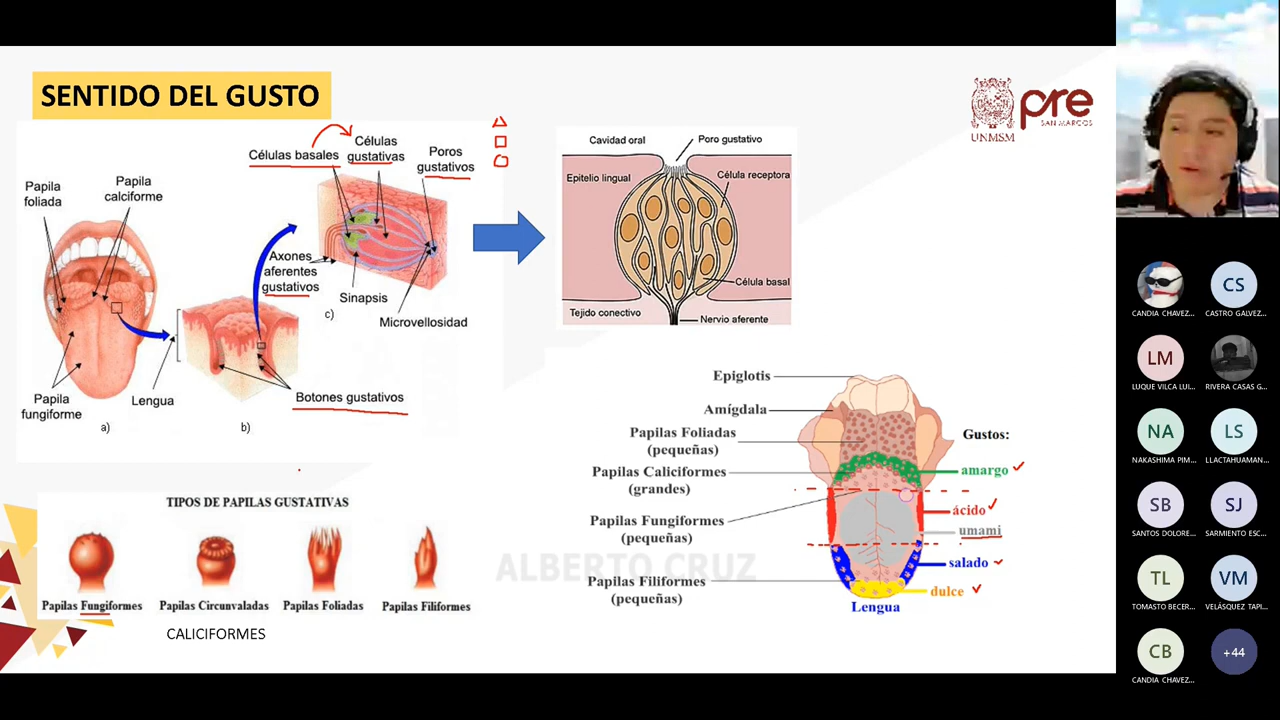 SENTIDO DEL GUSTO
pre
SAN MARCOS
UNMSM
Papila
foliada
Papila
calciforme
Células basales
Células
gustativas
Poros
gustativos
Axones
aferentes
gustativos
Sinapsis
c)
Microvellosidad
Papila
fungiforme
Lengua
Botones gustativos
a)
b)
Cavidad oral
Poro gustativo
Epitelio lingual
Célula receptora
Célula basal
Tejido conectivo
Nervio aferente
Epiglotis
Amígdala
Papilas Foliadas
(pequeñas)
Papilas Caliciformes
(grandes)
Papilas Fungiformes
(pequeñas)
Papilas Filiformes
(pequeñas)
Gustos:
amargo
ácido
umami
salado
dulce
Lengua
ALBERTO CRUZ
TIPOS DE PAPILAS GUSTATIVAS
Papilas Fungiformes
Papilas Circunvaladas
Papilas Foliadas
Papilas Filiformes
CALICIFORMES
CANDIA CHAVEZ...
CS
CASTRO GALVEZ...
LM
LUQUE VILCA LUI...
RIVERA CASAS G...
NA
NAKASHIMA PIM...
LS
LLACTAHUAMAN...
SB
SANTOS DOLORE...
SJ
SARMIENTO ESC...
TL
TOMASTO BECER...
VM
VELÁSQUEZ TAPI...
CB
CANDIA CHAVEZ...
+44